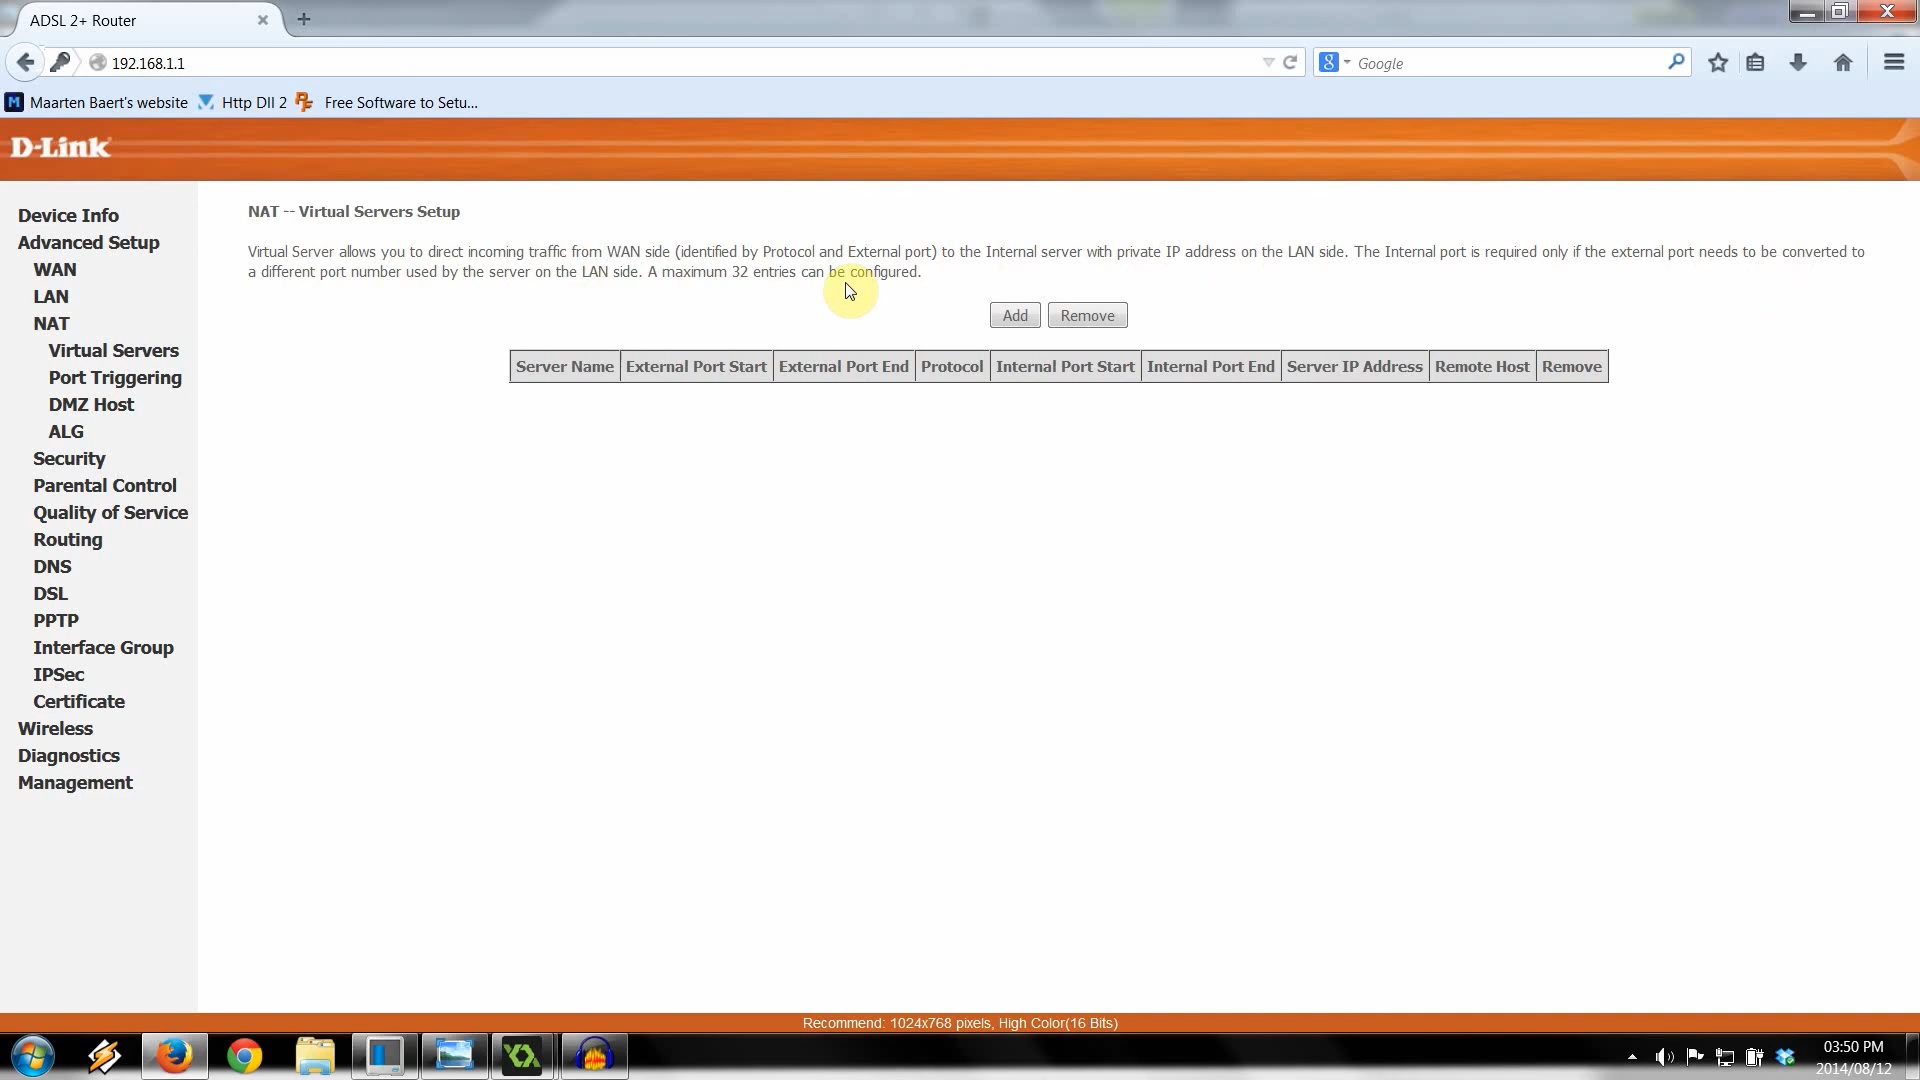 ADSL 2+ Router
192.168.1.1
Google
Maarten Baert's website
Http Dll 2
Free Software to Setu...
D-Link
Device Info
Advanced Setup
WAN
LAN
NAT
Virtual Servers
Port Triggering
DMZ Host
ALG
Security
Parental Control
Quality of Service
Routing
DNS
DSL
PPTP
Interface Group
IPSec
Certificate
Wireless
Diagnostics
Management
NAT -- Virtual Servers Setup
Virtual Server allows you to direct incoming traffic from WAN side (identified by Protocol and External port) to the Internal server with private IP address on the LAN side. The Internal port is required only if the external port needs to be converted to
a different port number used by the server on the LAN side. A maximum 32 entries can be configured.
Add Remove
Server Name External Port Start External Port End Protocol Internal Port Start Internal Port End Server IP Address Remote Host Remove
Recommend: 1024x768 pixels, High Color(16 Bits)
03:50 PM
2014/08/12